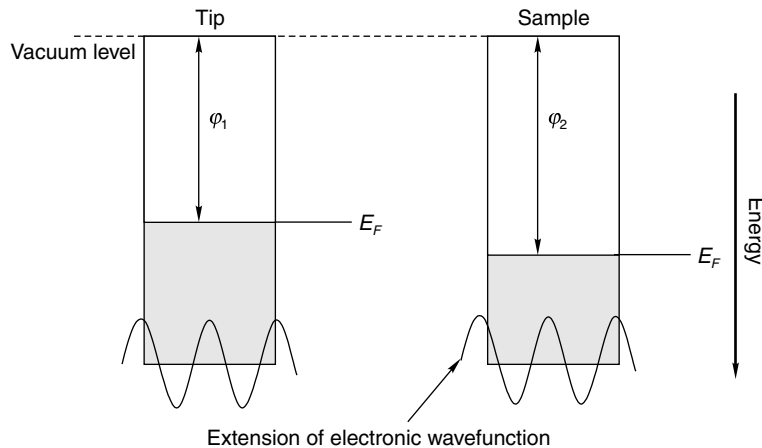 Tip
Sample
Vacuum level
φ1
φ2
EF
EF
Energy
Extension of electronic wavefunction